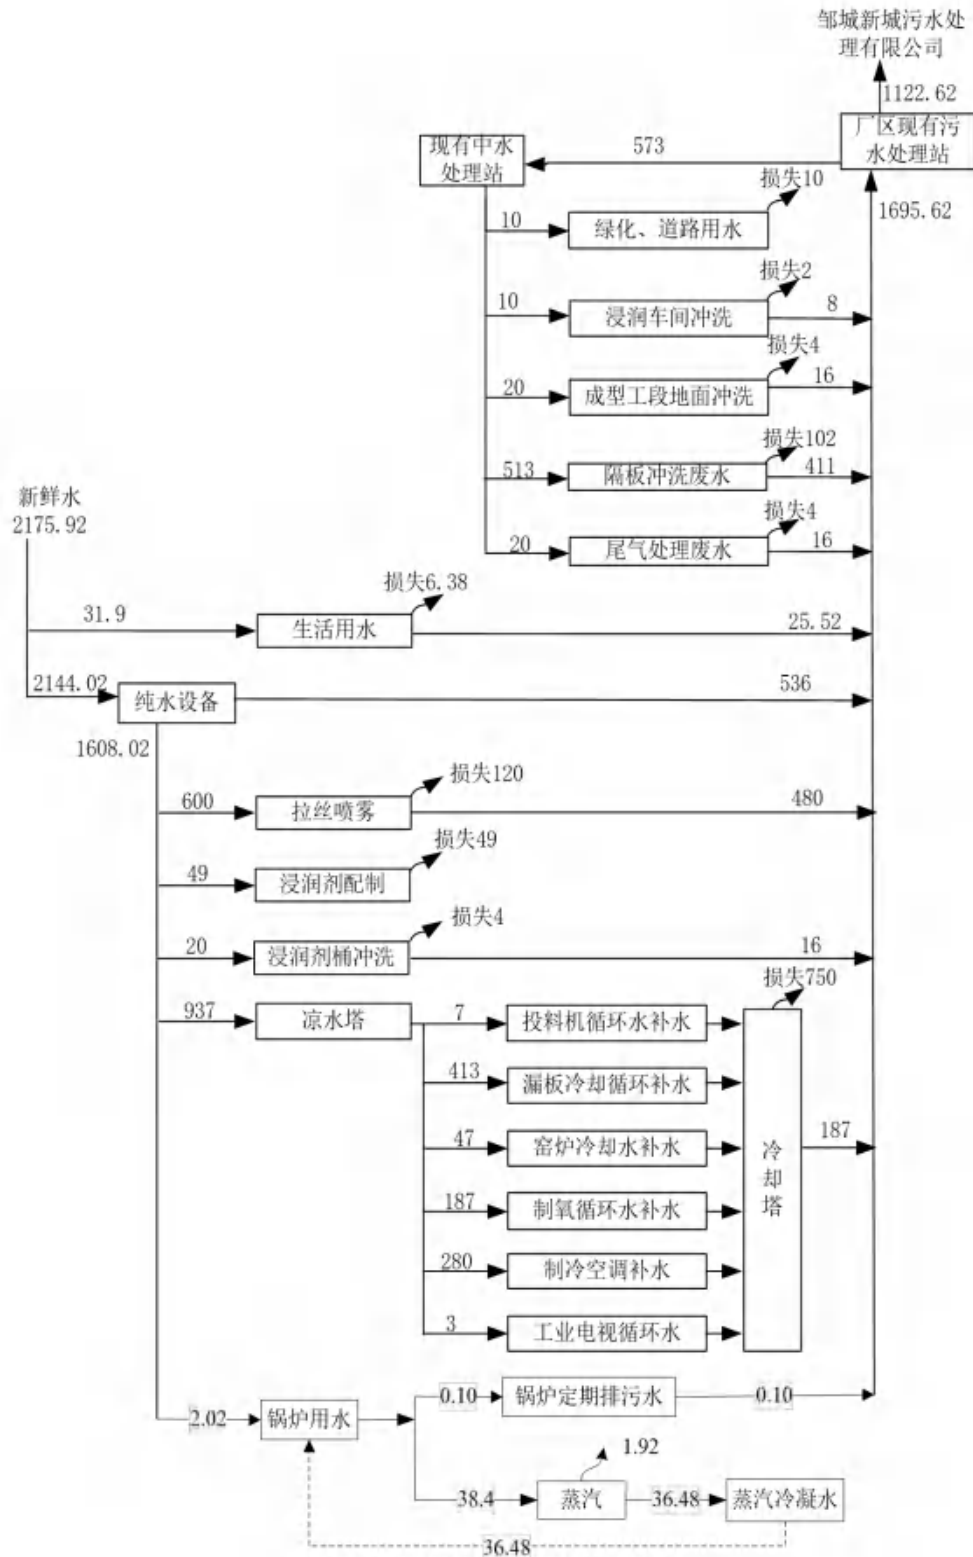 邹城新城污水处
理有限公司
1122.62
厂区现有污
水处理站
573
现有中水
处理站
1695.62
损失10
10
绿化、道路用水
损失2
10
浸润车间冲洗
8
损失4
20
成型工段地面冲洗
16
损失102
513
隔板冲洗废水
411
损失4
20
尾气处理废水
16
新鲜水
2175.92
损失6.38
31.9
生活用水
25.52
2144.02
纯水设备
536
1608.02
损失120
600
拉丝喷雾
480
损失49
49
浸润剂配制
损失4
20
浸润剂桶冲洗
16
损失750
937
凉水塔
7
投料机循环水补水
413
漏板冷却循环补水
47
窑炉冷却水补水
187
制氧循环水补水
280
制冷空调补水
3
工业电视循环水
冷
却
塔
187
0.10
锅炉定期排污水
0.10
2.02
锅炉用水
1.92
38.4
蒸汽
36.48
蒸汽冷凝水
36.48